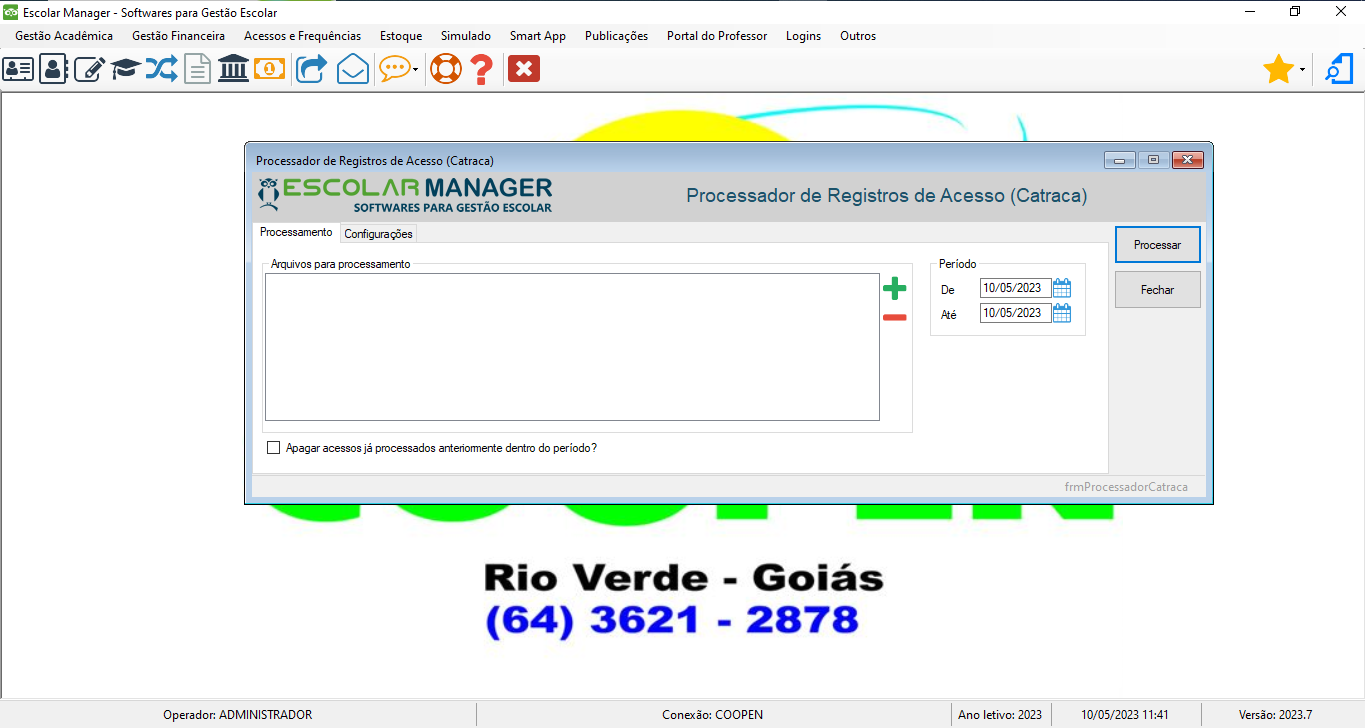 Escolar Manager - Softwares para Gestão Escolar
Gestão Acadêmica Gestão Financeira Acessos e Frequências Estoque Simulado Smart App Publicações Portal do Professor Logins Outros
Processador de Registros de Acesso (Catraca)
ESCOLAR MANAGER
SOFTWARES PARA GESTÃO ESCOLAR
Processador de Registros de Acesso (Catraca)
Processamento Configurações
Processar
Arquivos para processamento
Período
De 10/05/2023
Fechar
Até 10/05/2023
Apagar acessos já processados anteriormente dentro do período?
frmProcessadorCatraca
Rio Verde - Goiás
(64) 3621 - 2878
Operador: ADMINISTRADOR Conexão: COOPEN Ano letivo: 2023 10/05/2023 11:41 Versão: 2023.7